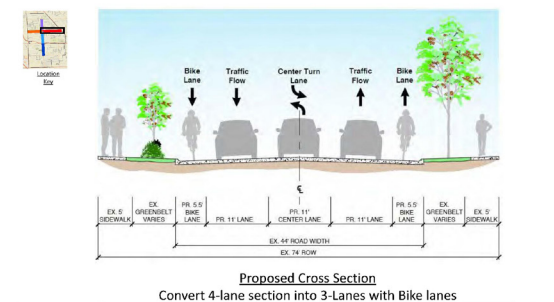 Location
Key
Bike
Lane
Traffic
Flow
Center Turn
Lane
Traffic
Flow
Bike
Lane
EX. 5'
SIDEWALK
EX.
GREENBELT
VARIES
PR. 5.5'
BIKE
LANE
PR. 11' LANE
PR. 11'
CENTER LANE
PR. 11' LANE
PR. 5.5'
BIKE
LANE
EX.
GREENBELT
VARIES
EX. 5'
SIDEWALK
EX. 44' ROAD WIDTH
EX. 74' ROW
Proposed Cross Section
Convert 4-lane section into 3-Lanes with Bike lanes